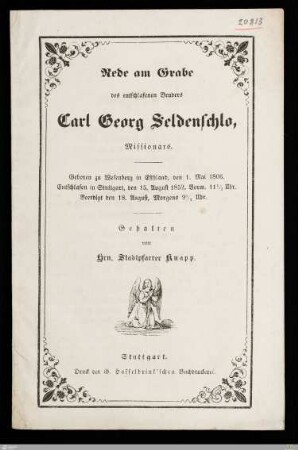 20813
Rede am Grabe
des entschlafenen Bruders
Carl Georg Feldenschlo,
Missionars.
Geboren zu Wesenberg in Esthland, den 1. Mai 1806.
Entschlafen in Stuttgart, den 15. August 1852. Vorm. 11½ Uhr.
Beerdigt den 18. August, Morgens 9½ Uhr.
Gehalten
von
Hrn. Stadtpfarrer Knapp.
Stuttgart.
Druck der G. Hasselbrink'schen Buchdruckerei.